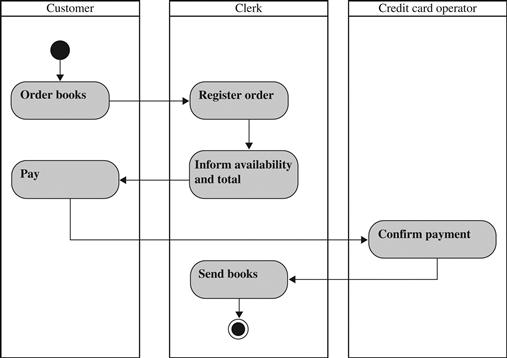 Customer
Clerk
Credit card operator
Order books
Register order
Inform availability
and total
Pay
Confirm payment
Send books